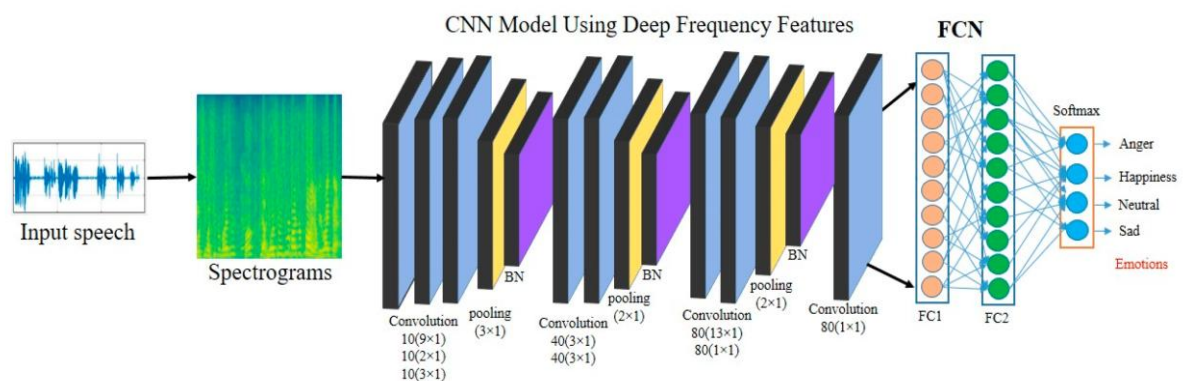 CNN Model Using Deep Frequency Features
FCN
Input speech
Spectrograms
Convolution
10(9×1)
10(2×1)
10(3×1)
pooling
(3×1)
BN
Convolution
40(3×1)
40(3×1)
pooling
(2×1)
BN
Convolution
80(13×1)
80(1×1)
pooling
(2×1)
BN
Convolution
80(1×1)
FC1
FC2
Softmax
Anger
Happiness
Neutral
Sad
Emotions